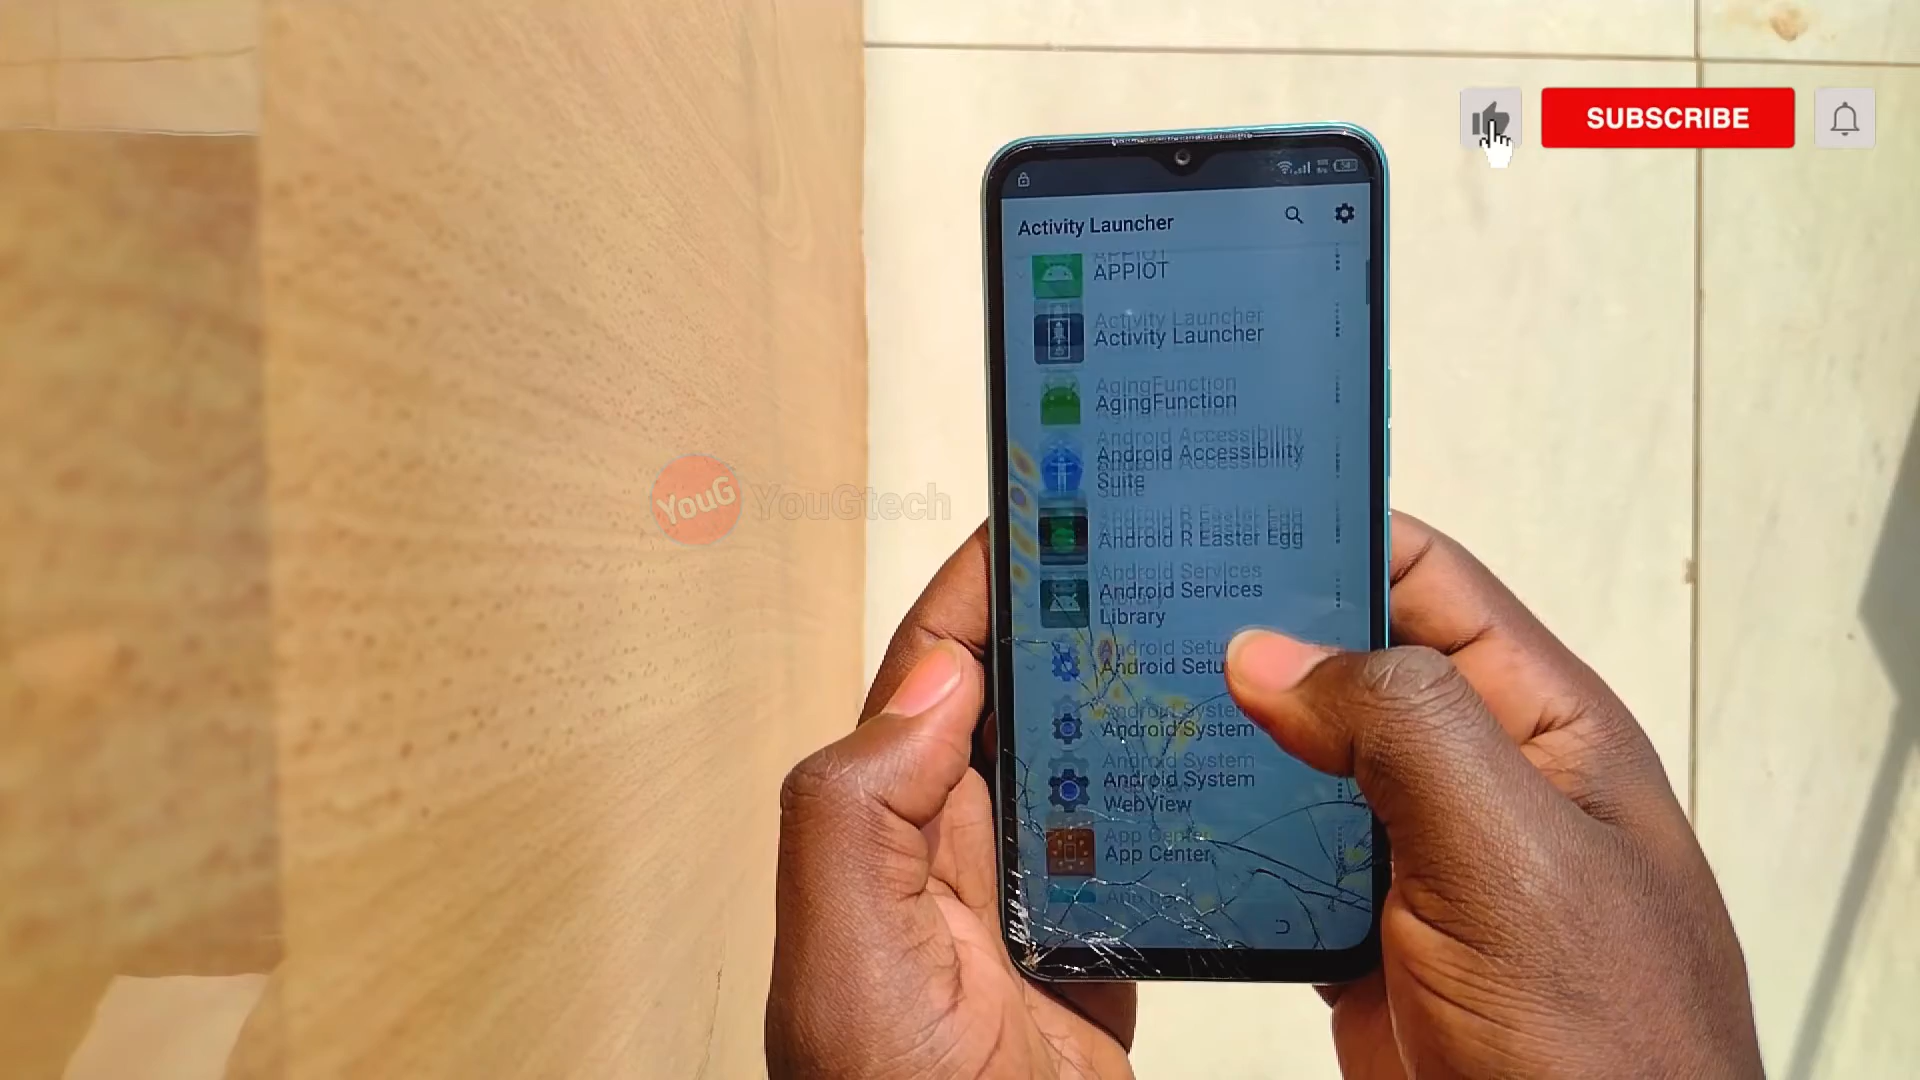 SUBSCRIBE
Activity Launcher
APPIOT
Activity Launcher
AgingFunction
Android Accessibility
Suite
Android R Easter Egg
Android Services
Library
Android Setu
Android System
Android System
WebView
App Center
YouG YouGtech